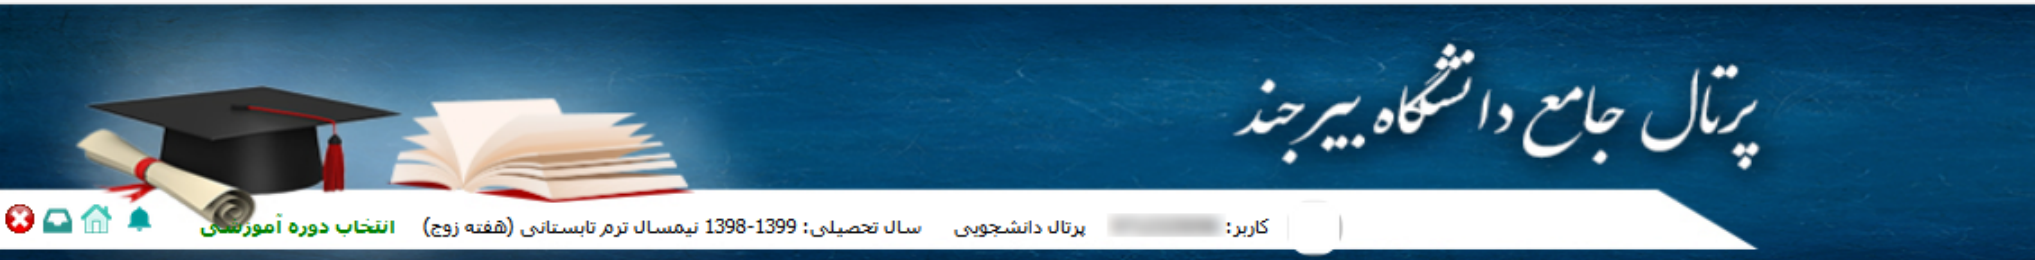 پرتال جامع دانشگاه بیرجند
کاربر: پرتال دانشجویی سال تحصیلی: 1399-1398 نیمسال ترم تابستانی (هفته زوج) انتخاب دوره آموزشی